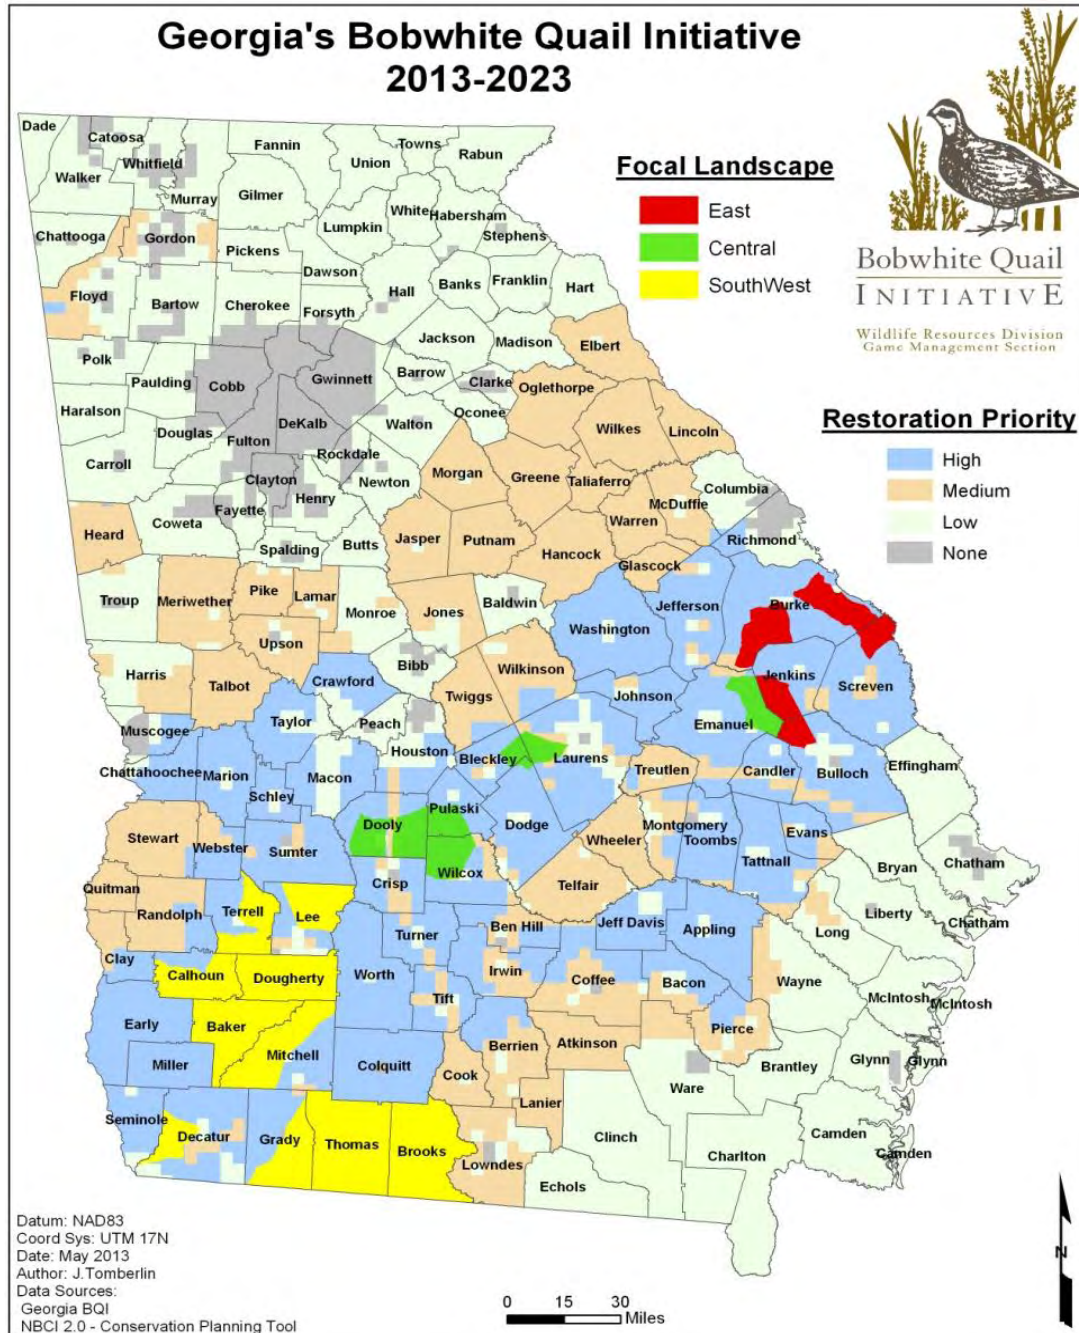 Georgia's Bobwhite Quail Initiative
2013-2023
Focal Landscape
East
Central
SouthWest
Bobwhite Quail
INITIATIVE
Wildlife Resources Division
Game Management Section
Restoration Priority
High
Medium
Low
None
Dade
Catoosa
Whitfield
Walker
Murray
Fannin
Gilmer
Union
Towns
Rabun
White
Habersham
Lumpkin
Stephens
Chattooga
Gordon
Pickens
Dawson
Floyd
Bartow
Cherokee
Forsyth
Hall
Banks
Franklin
Hart
Jackson
Madison
Elbert
Polk
Paulding
Cobb
Gwinnett
Barrow
Clarke
Oglethorpe
Haralson
Douglas
Fulton
DeKalb
Walton
Oconee
Wilkes
Lincoln
Carroll
Rockdale
Clayton
Henry
Newton
Morgan
Greene
Taliaferro
Columbia
McDuffie
Coweta
Fayette
Heard
Spalding
Butts
Jasper
Putnam
Warren
Hancock
Richmond
Glascock
Troup
Meriwether
Pike
Lamar
Monroe
Jones
Baldwin
Jefferson
Burke
Upson
Washington
Harris
Talbot
Crawford
Bibb
Wilkinson
Twiggs
Jenkins
Screven
Johnson
Taylor
Peach
Emanuel
Muscogee
Houston
Bleckley
Laurens
Effingham
Chattahoochee
Marion
Macon
Treutlen
Candler
Bulloch
Schley
Pulaski
Dooly
Dodge
Wheeler
Montgomery
Toombs
Evans
Stewart
Webster
Sumter
Wilcox
Tattnall
Bryan
Chatham
Crisp
Telfair
Quitman
Randolph
Terrell
Lee
Turner
Ben Hill
Jeff Davis
Appling
Long
Liberty
Chatham
Clay
Calhoun
Dougherty
Worth
Irwin
Coffee
Bacon
Wayne
Tift
McIntosh
McIntosh
Early
Baker
Mitchell
Pierce
Miller
Colquitt
Berrien
Atkinson
Cook
Brantley
Glynn
Glynn
Ware
Lanier
Seminole
Decatur
Grady
Thomas
Brooks
Lowndes
Clinch
Charlton
Camden
Camden
Echols
Datum: NAD83
Coord Sys: UTM 17N
Date: May 2013
Author: J.Tomberlin
Data Sources:
Georgia BQI
NBCI 2.0 - Conservation Planning Tool
0 15 30
Miles
N